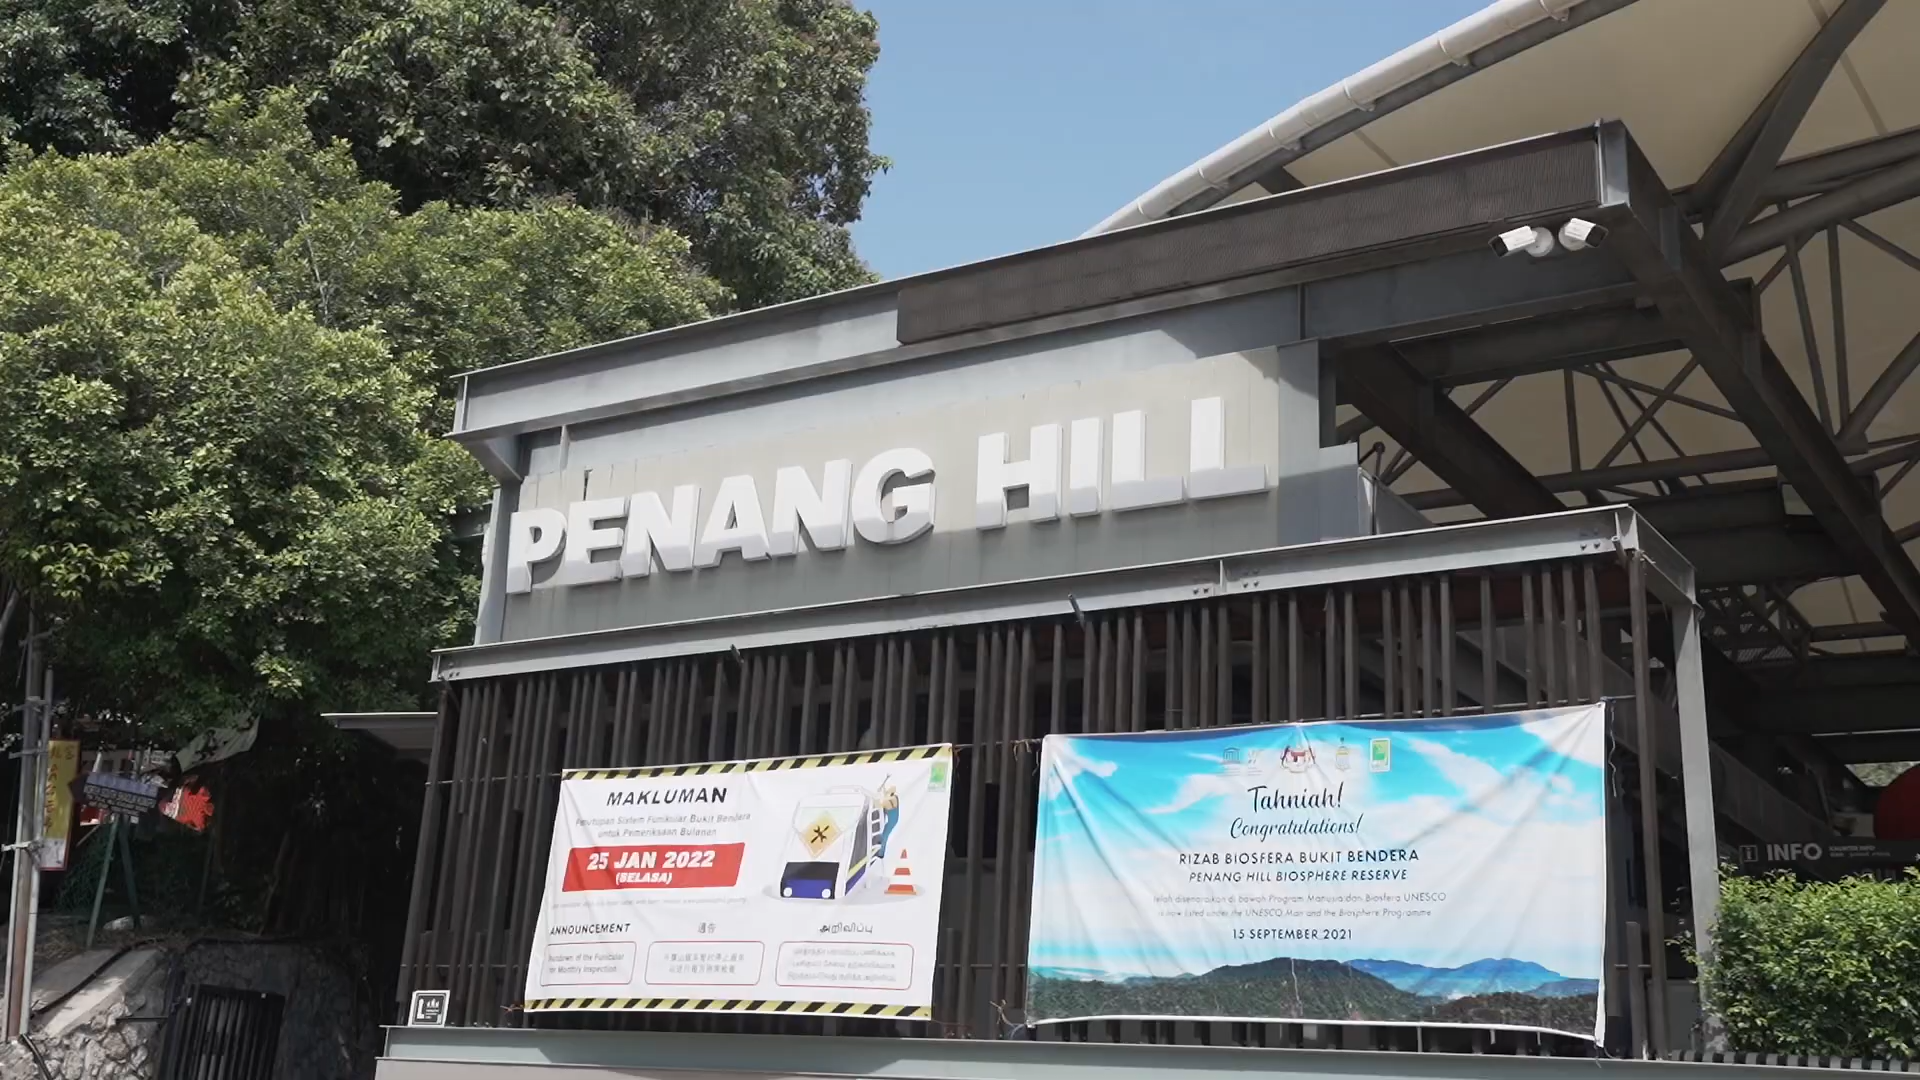 PENANG HILL
MAKLUMAN
Penutupan Sistem Funikular Bukit Bendera
untuk Pemeriksaan Bulanan
25 JAN 2022
(SELASA)
ANNOUNCEMENT
通告
அறிவிப்பு
Shutdown of the Funicular
for Monthly Inspection
Tahniah!
Congratulations!
RIZAB BIOSFERA BUKIT BENDERA
PENANG HILL BIOSPHERE RESERVE
telah disenaraikan di bawah Program Manusia dan Biosfera UNESCO
is now listed under the UNESCO Man and the Biosphere Programme
15 SEPTEMBER 2021
i INFO